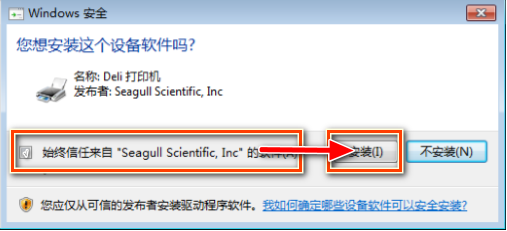 Windows 安全
您想安装这个设备软件吗?
名称: Deli 打印机
发布者: Seagull Scientific, Inc
始终信任来自 "Seagull Scientific, Inc" 的软件(A)
安装(I)
不安装(N)
您应仅从可信的发布者安装驱动程序软件。我如何确定哪些设备软件可以安全安装?